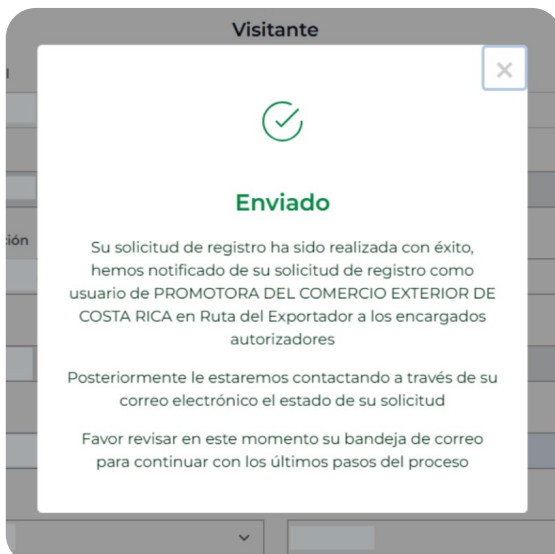 Visitante
l
×
Enviado
ión
Su solicitud de registro ha sido realizada con éxito,
hemos notificado de su solicitud de registro como
usuario de PROMOTORA DEL COMERCIO EXTERIOR DE
COSTA RICA en Ruta del Exportador a los encargados
autorizadores
Posteriormente le estaremos contactando a través de su
correo electrónico el estado de su solicitud
Favor revisar en este momento su bandeja de correo
para continuar con los últimos pasos del proceso